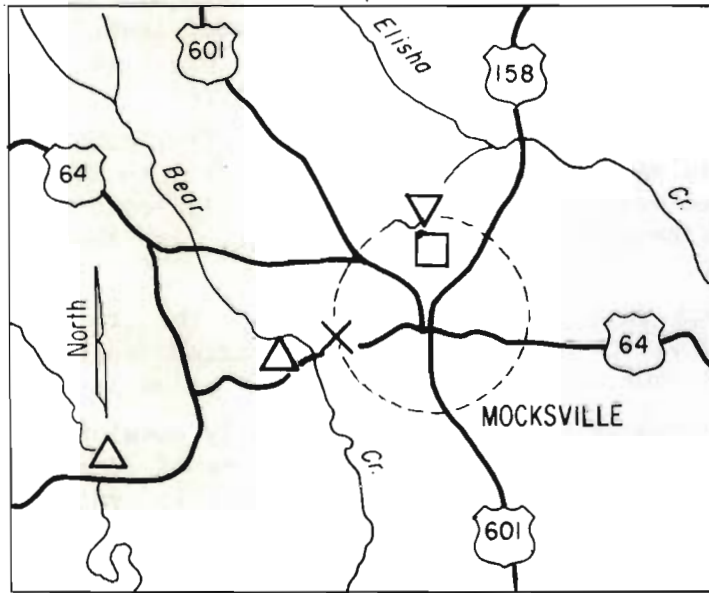 601
Elisha
158
64
Bear
Cr.
North
64
MOCKSVILLE
Cr.
601